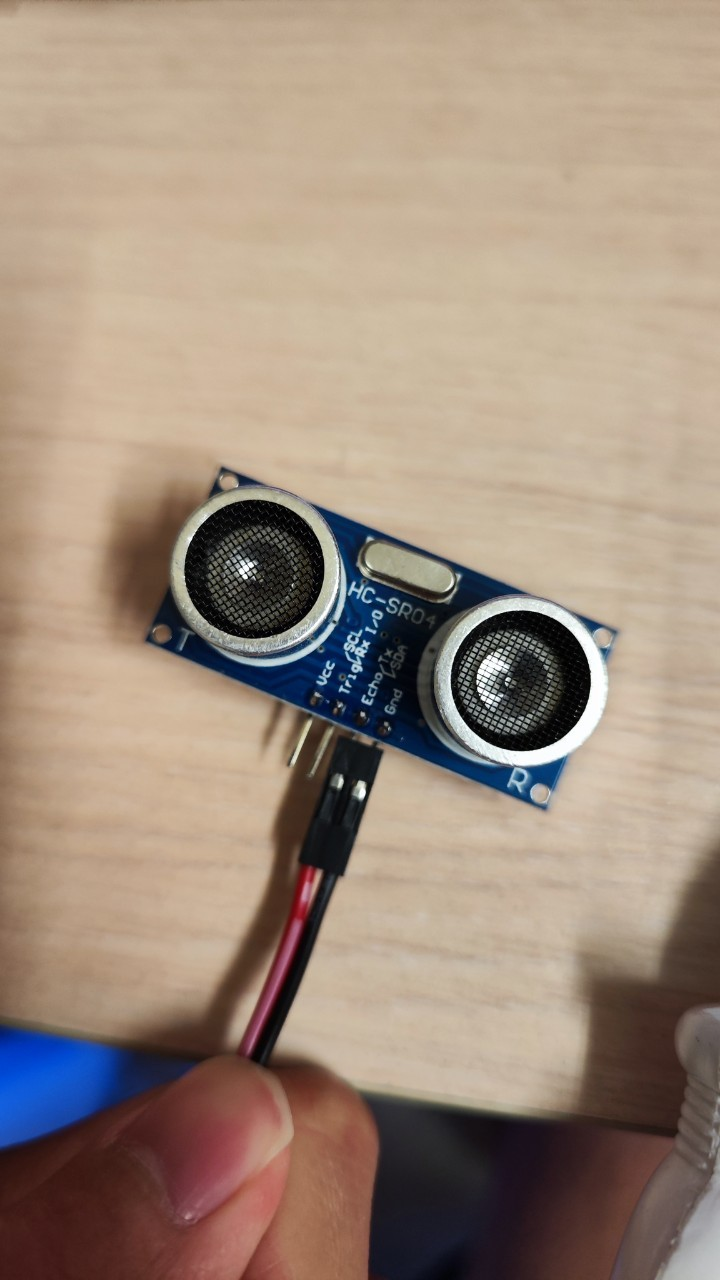 HC-SR04
T
Vcc
Trig/Rx I/O
/SCL
Echo/Tx
/SDA
Gnd
R